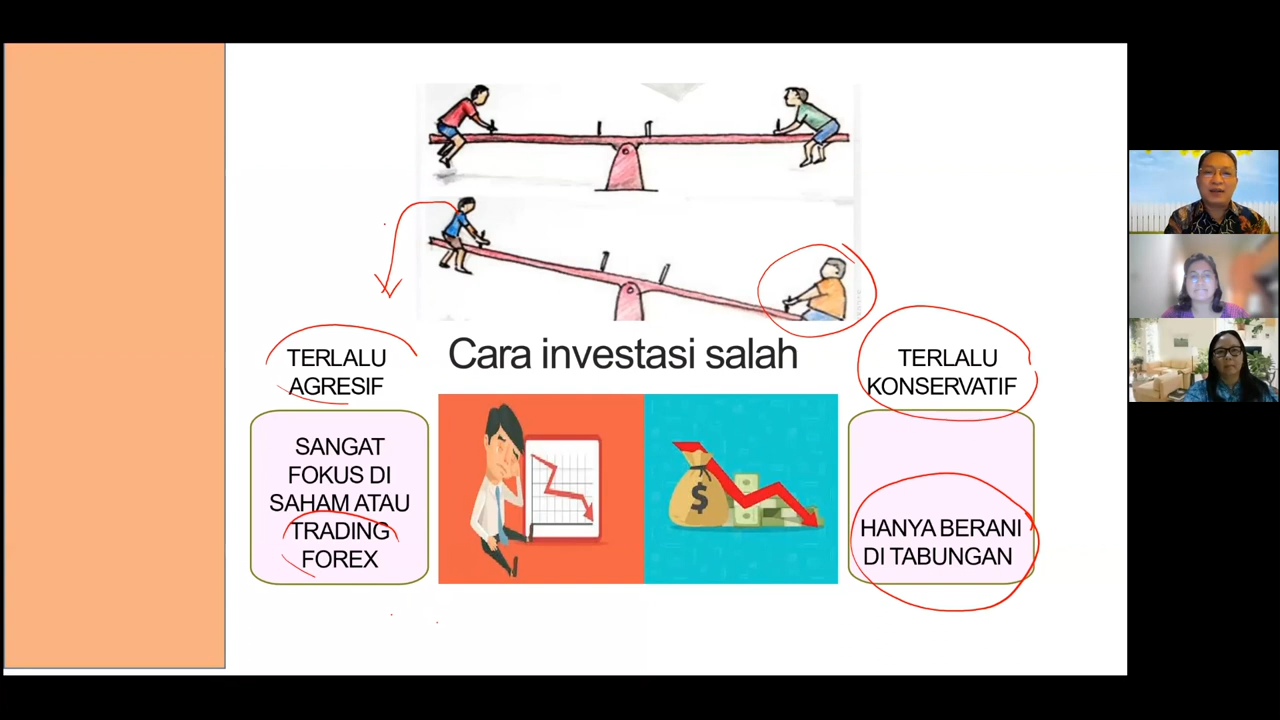 Cara investasi salah
TERLALU
AGRESIF
SANGAT
FOKUS DI
SAHAM ATAU
TRADING
FOREX
$
TERLALU
KONSERVATIF
HANYA BERANI
DI TABUNGAN